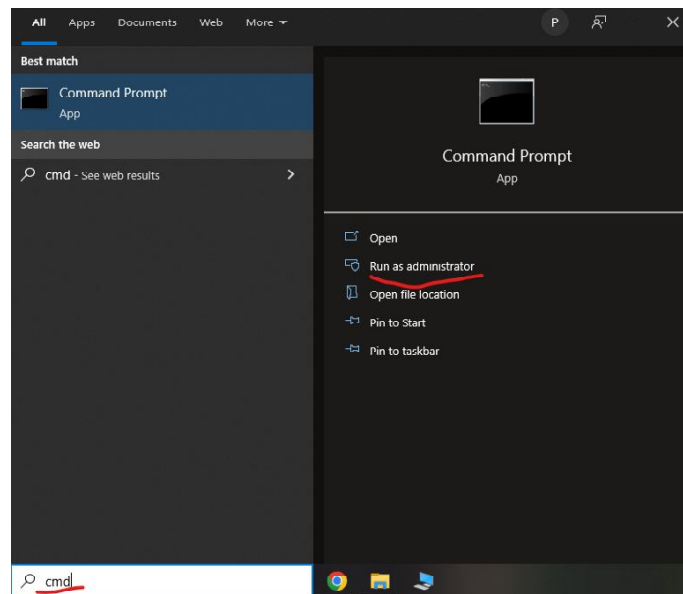 All Apps Documents Web More
P
Best match
Command Prompt
App
Search the web
cmd - See web results
Command Prompt
App
Open
Run as administrator
Open file location
Pin to Start
Pin to taskbar
cmd